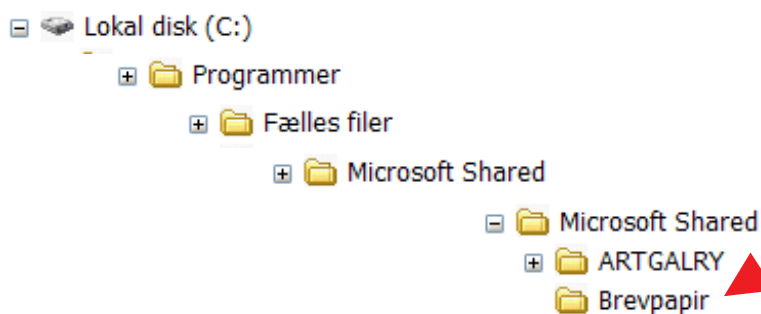 Lokal disk (C:)
Programmer
Fælles filer
Microsoft Shared
Microsoft Shared
ARTGALRY
Brevpapir